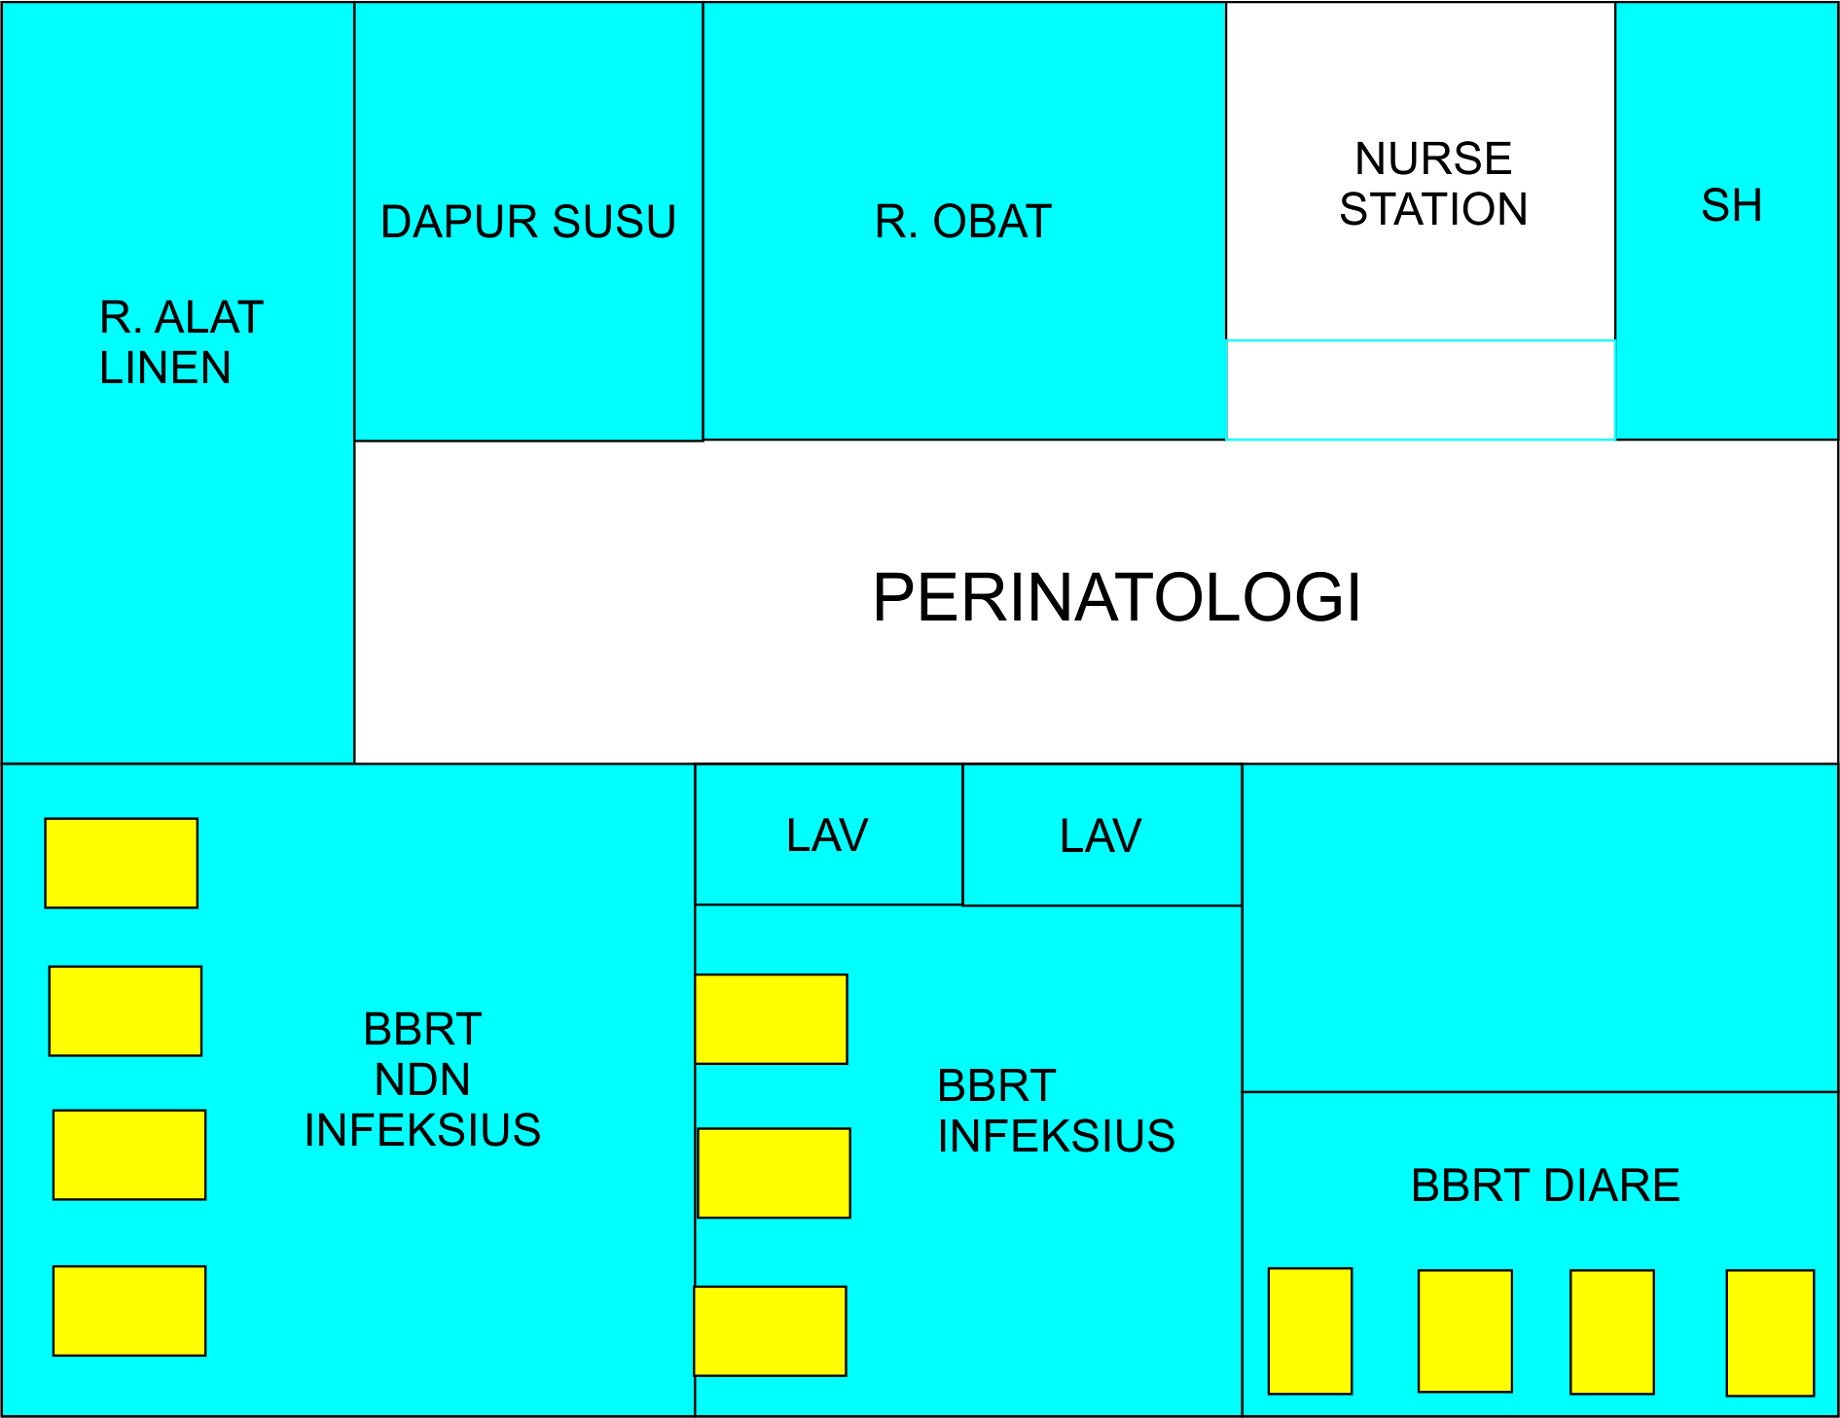 R. ALAT
LINEN
DAPUR SUSU
R. OBAT
NURSE
STATION
SH
PERINATOLOGI
BBRT
NDN
INFEKSIUS
LAV
LAV
BBRT
INFEKSIUS
BBRT DIARE